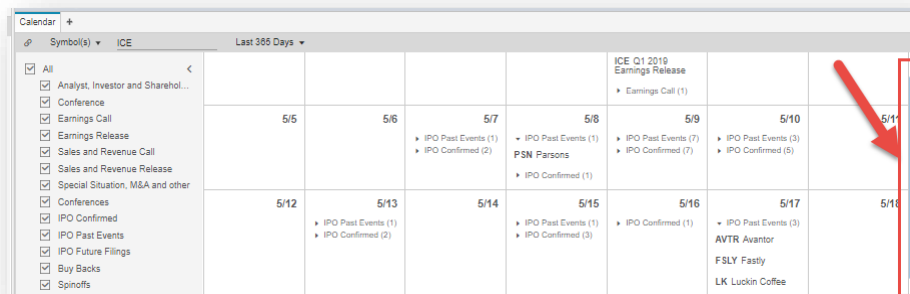 Calendar +
Symbol(s) ICE Last 365 Days
All
Analyst, Investor and Sharehol...
Conference
Earnings Call
Earnings Release
Sales and Revenue Call
Sales and Revenue Release
Special Situation, M&A and other
Conferences
IPO Confirmed
IPO Past Events
IPO Future Filings
Buy Backs
Spinoffs
ICE Q1 2019
Earnings Release
Earnings Call (1)
5/5 5/6 5/7 5/8 5/9 5/10 5/11
IPO Past Events (1)
IPO Confirmed (2)
IPO Past Events (1)
PSN Parsons
IPO Confirmed (1)
IPO Past Events (7)
IPO Confirmed (7)
IPO Past Events (3)
IPO Confirmed (5)
5/12 5/13 5/14 5/15 5/16 5/17 5/18
IPO Past Events (1)
IPO Confirmed (2)
IPO Past Events (1)
IPO Confirmed (3)
IPO Confirmed (1)
IPO Past Events (3)
AVTR Avantor
FSLY Fastly
LK Luckin Coffee